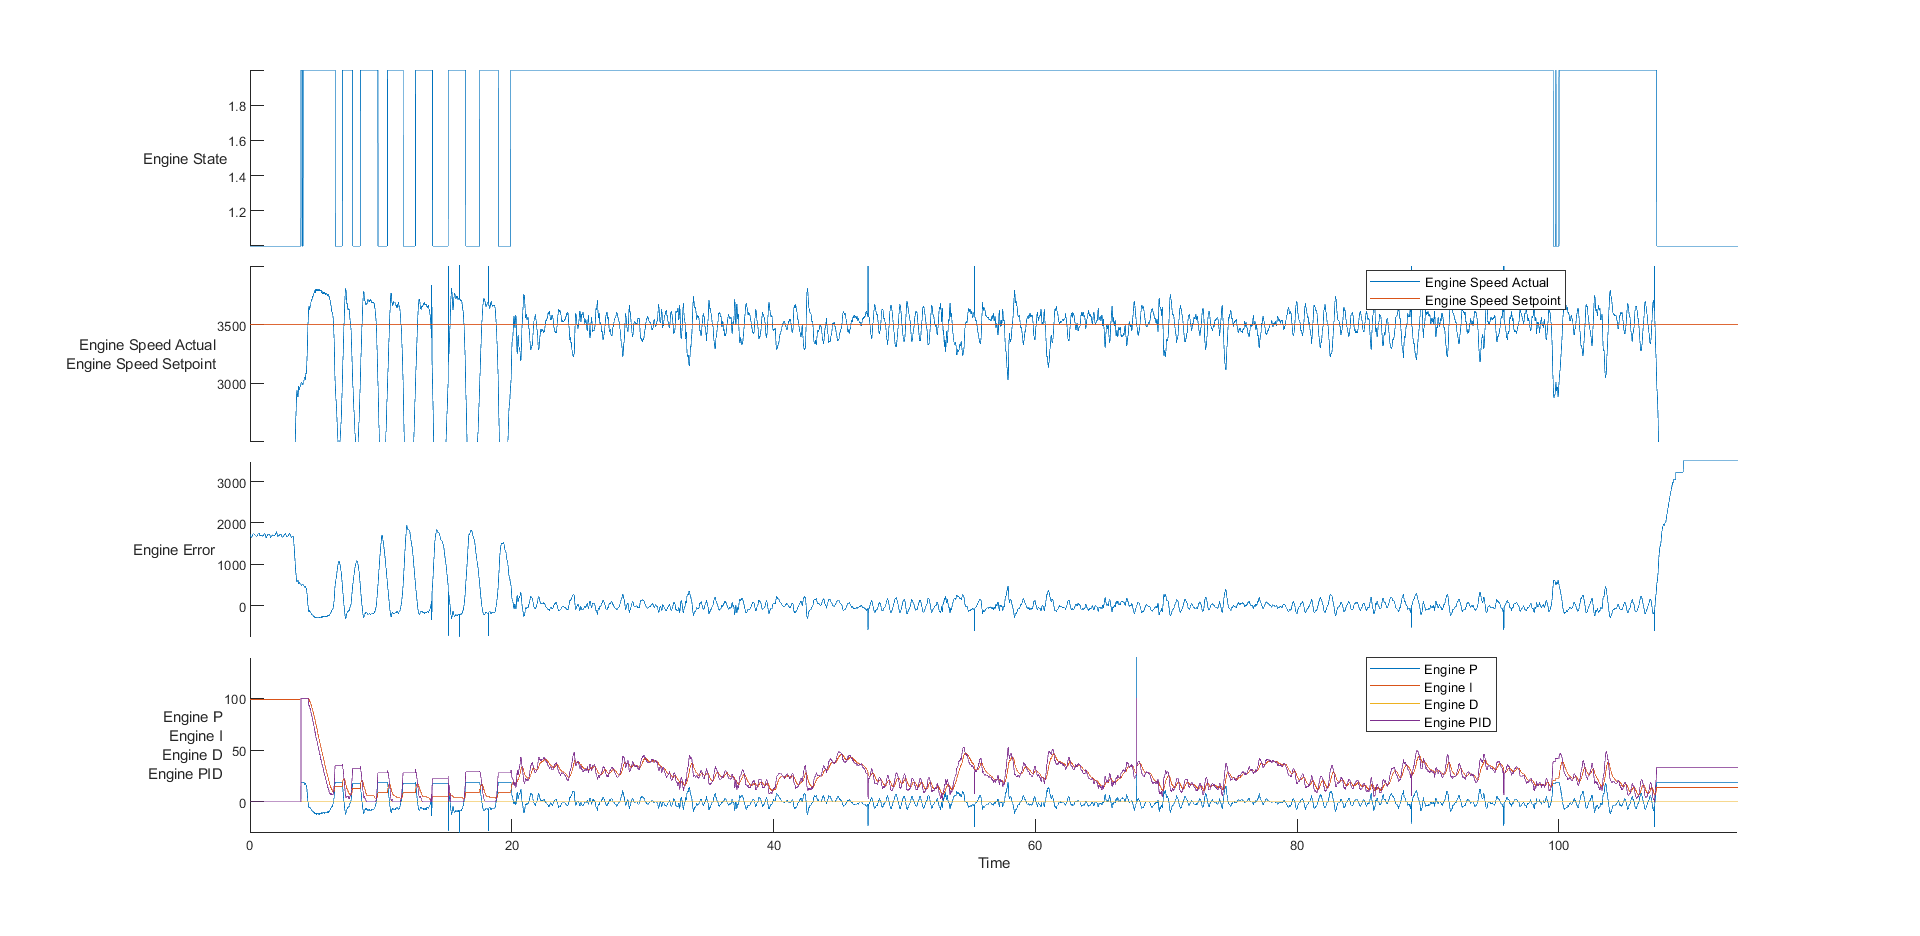 1.8
1.6
Engine State
1.4
1.2
Engine Speed Actual
Engine Speed Setpoint
3500
Engine Speed Actual
Engine Speed Setpoint
3000
3000
2000
Engine Error
1000
0
Engine P
Engine I
Engine D
Engine PID
100
Engine P
Engine I
50
Engine D
Engine PID
0
0 20 40 60 80 100
Time